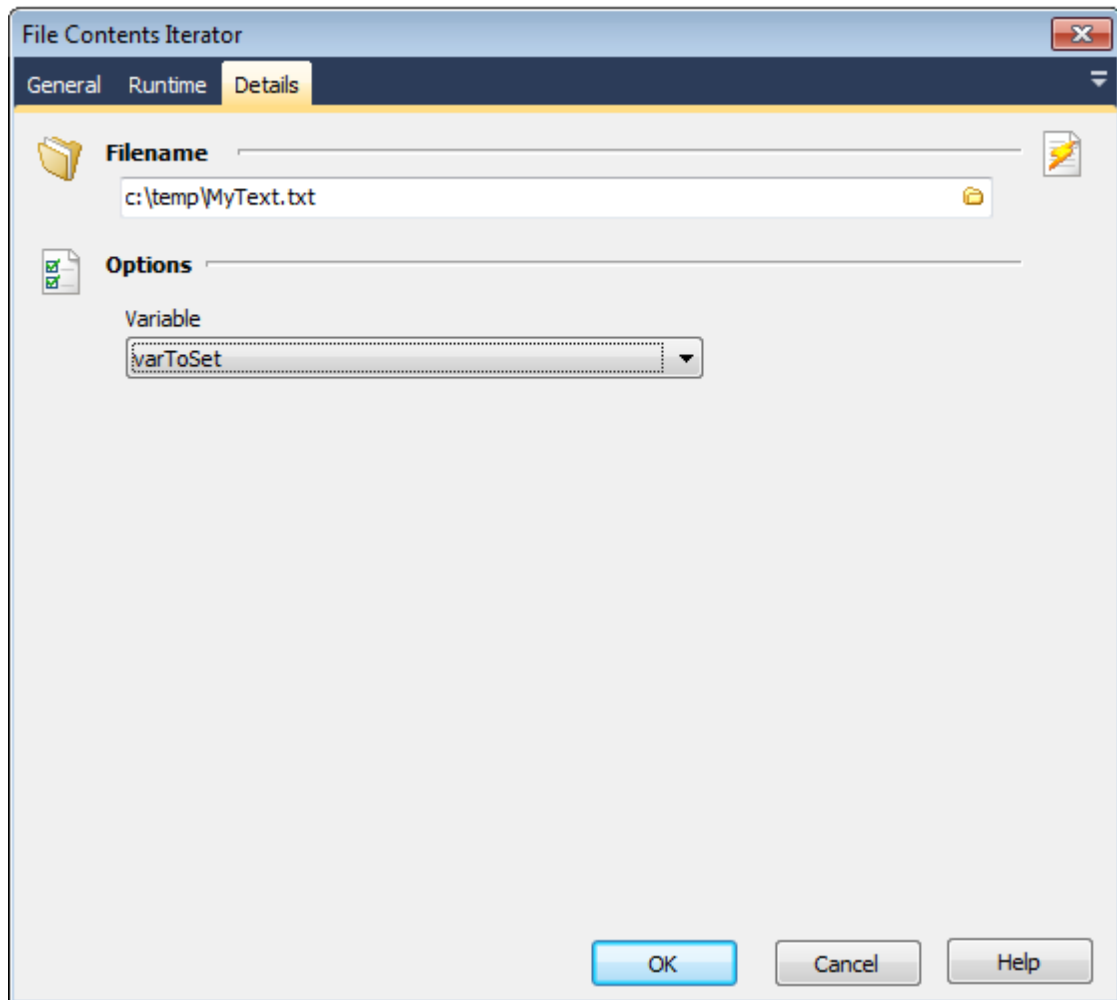 File Contents Iterator
General Runtime Details
Filename
c:\temp\MyText.txt
Options
Variable
varToSet
OK Cancel Help